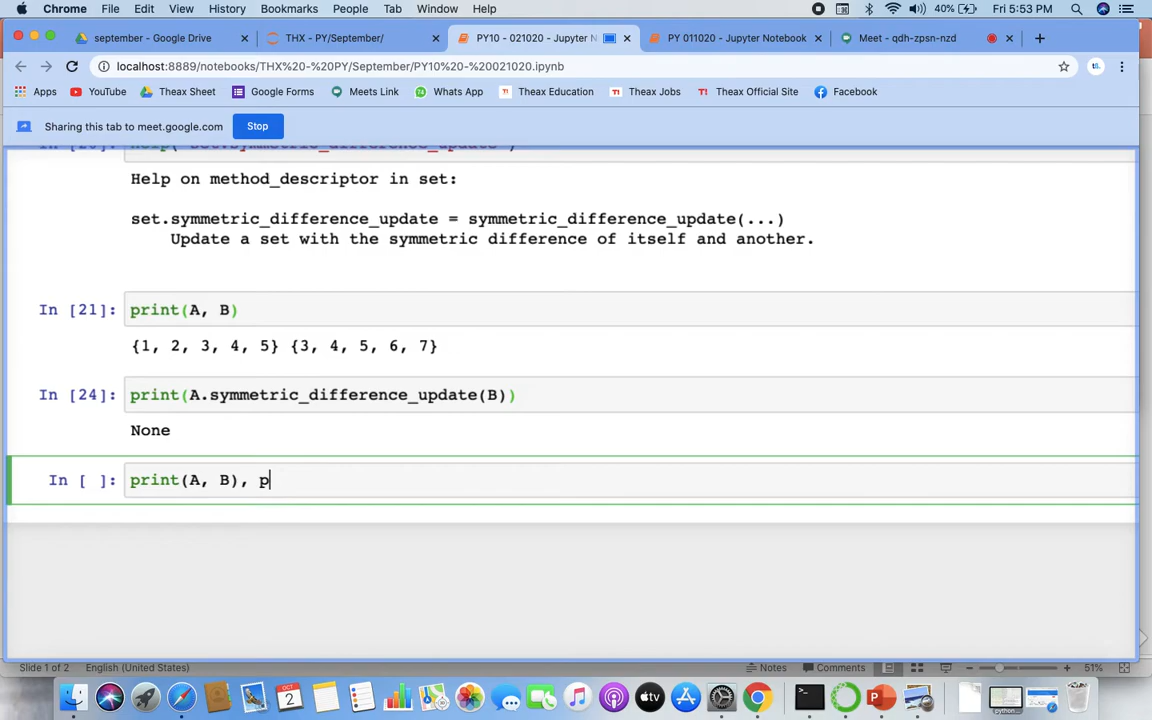 Chrome File Edit View History Bookmarks People Tab Window Help 40% Fri 5:53 PM
september - Google Drive THX - PY/September/ PY10 - 021020 - Jupyter N PY 011020 - Jupyter Notebook Meet - qdh-zpsn-nzd
localhost:8889/notebooks/THX%20-%20PY/September/PY10%20-%20021020.ipynb
Apps YouTube Theax Sheet Google Forms Meets Link Whats App Theax Education Theax Jobs Theax Official Site Facebook
Sharing this tab to meet.google.com Stop
Help on method_descriptor in set:
set.symmetric_difference_update = symmetric_difference_update(...)
Update a set with the symmetric difference of itself and another.
In [21]: print(A, B)
{1, 2, 3, 4, 5} {3, 4, 5, 6, 7}
In [24]: print(A.symmetric_difference_update(B))
None
In [ ]: print(A, B), p
Slide 1 of 2 English (United States) Notes Comments 51%
OCT
2